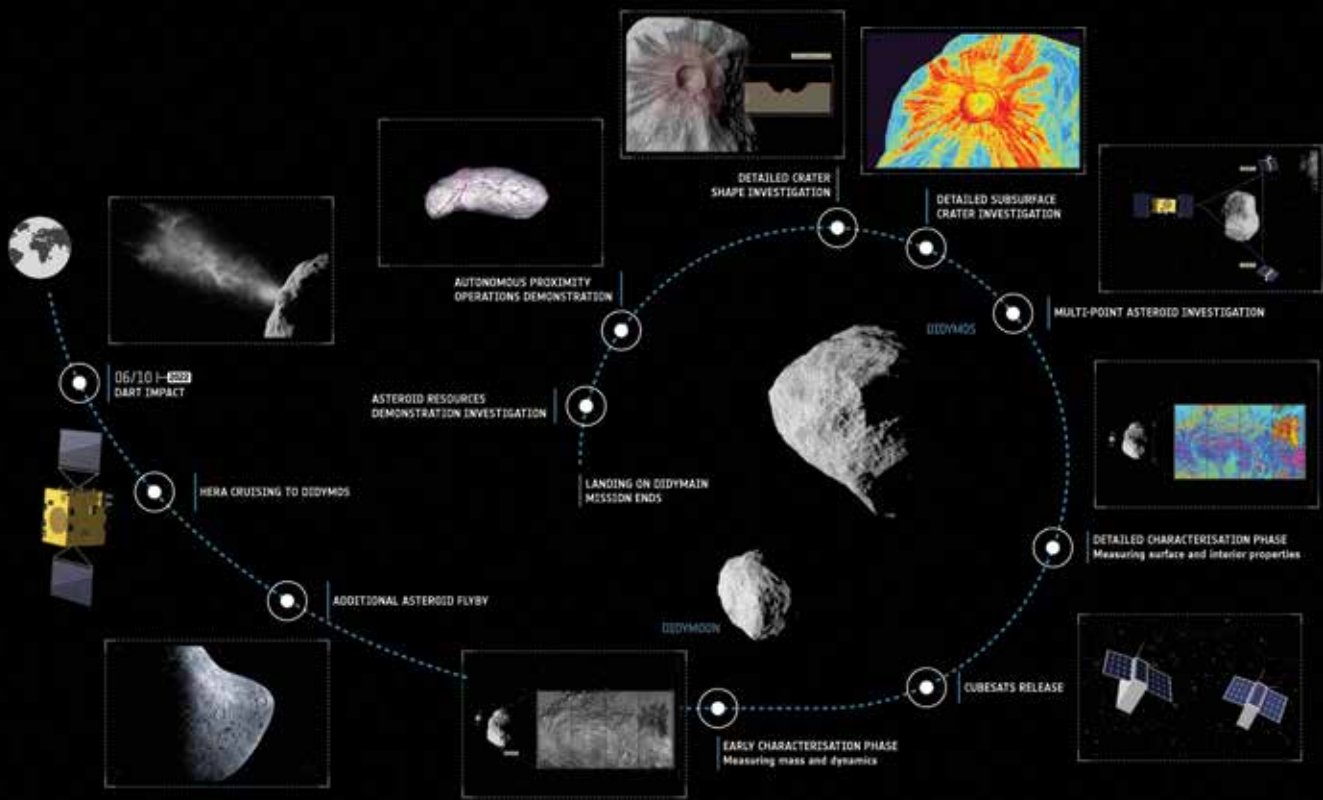 06/10 2022
DART IMPACT
HERA CRUISING TO DIDYMOS
ADDITIONAL ASTEROID FLYBY
EARLY CHARACTERISATION PHASE
Measuring mass and dynamics
CUBESATS RELEASE
DETAILED CHARACTERISATION PHASE
Measuring surface and interior properties
MULTI-POINT ASTEROID INVESTIGATION
DETAILED SUBSURFACE
CRATER INVESTIGATION
DETAILED CRATER
SHAPE INVESTIGATION
AUTONOMOUS PROXIMITY
OPERATIONS DEMONSTRATION
ASTEROID RESOURCES
DEMONSTRATION INVESTIGATION
LANDING ON DIDYMAIN
MISSION ENDS
DIDYMOS
DIDYMOON